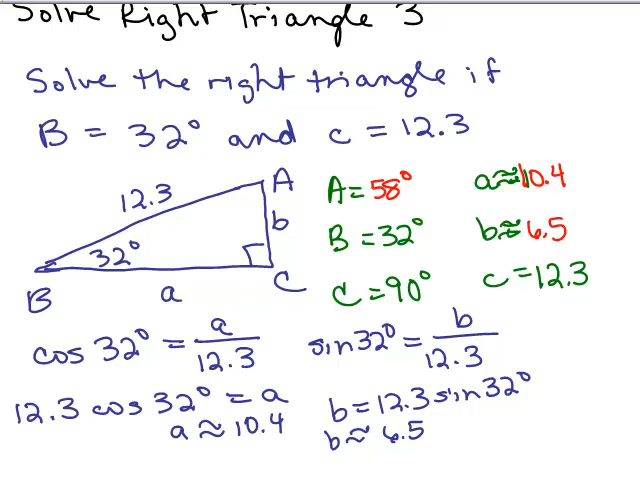 Solve Right Triangle 3
Solve the right triangle if
B = 32° and c = 12.3
12.3
A
A = 58°
a ≈ 10.4
b
32°
B = 32°
b ≈ 6.5
B
a
C
C = 90°
c = 12.3
cos 32° = a/12.3
sin 32° = b/12.3
12.3 cos 32° = a
b = 12.3 sin 32°
a ≈ 10.4
b ≈ 6.5